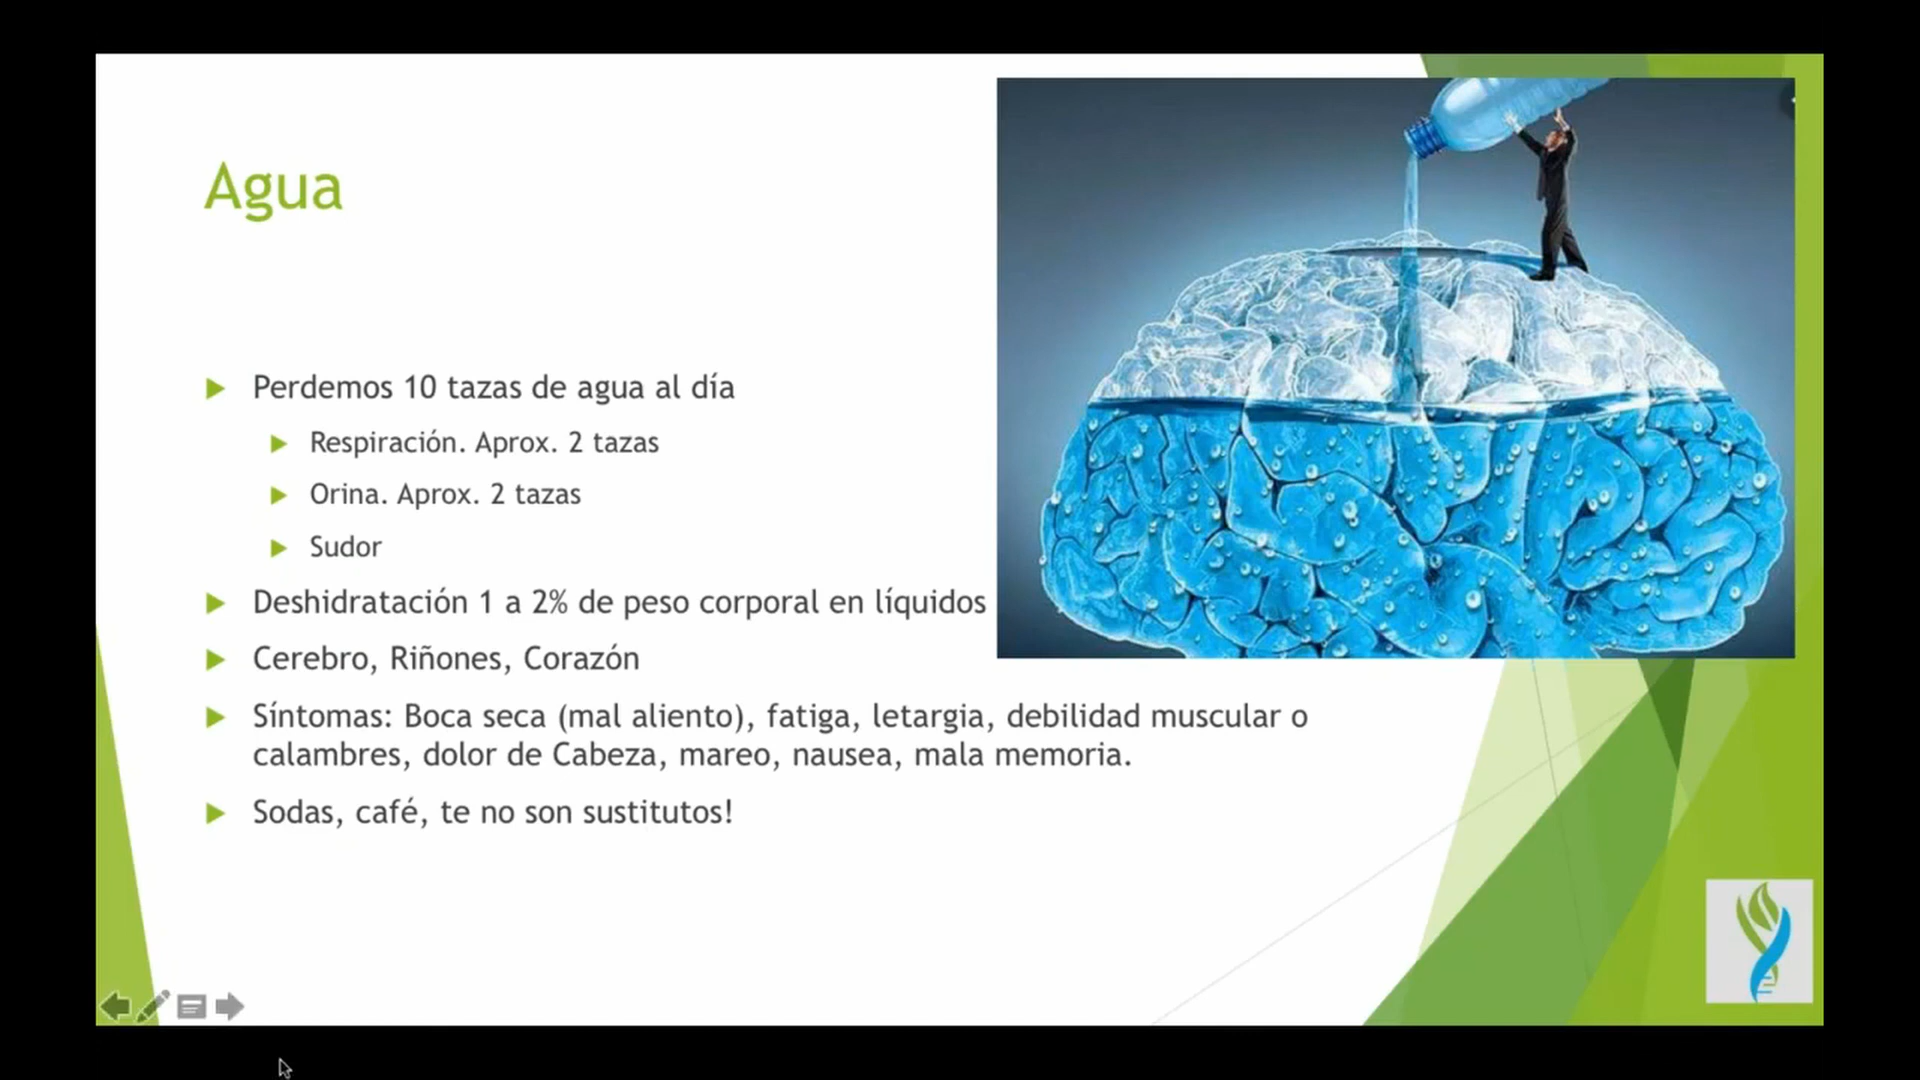 Agua
Perdemos 10 tazas de agua al día
Respiración. Aprox. 2 tazas
Orina. Aprox. 2 tazas
Sudor
Deshidratación 1 a 2% de peso corporal en líquidos
Cerebro, Riñones, Corazón
Síntomas: Boca seca (mal aliento), fatiga, letargia, debilidad muscular o
calambres, dolor de Cabeza, mareo, nausea, mala memoria.
Sodas, café, te no son sustitutos!